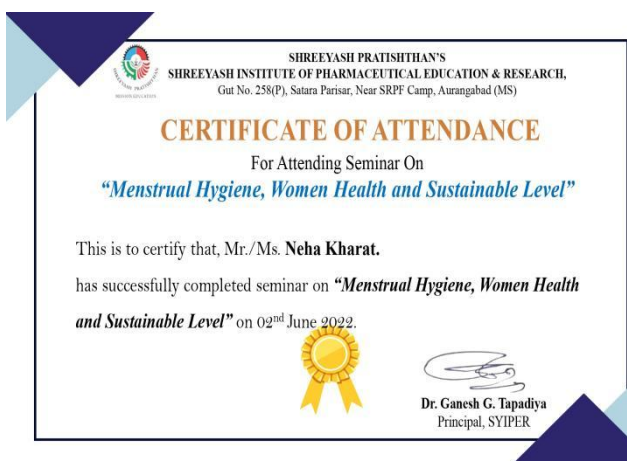 SHREEYASH PRATISHTHAN'S
SHREEYASH INSTITUTE OF PHARMACEUTICAL EDUCATION & RESEARCH,
Gut No. 258(P), Satara Parisar, Near SRPF Camp, Aurangabad (MS)
CERTIFICATE OF ATTENDANCE
For Attending Seminar On
“Menstrual Hygiene, Women Health and Sustainable Level”
This is to certify that, Mr./Ms. Neha Kharat.
has successfully completed seminar on “Menstrual Hygiene, Women Health
and Sustainable Level” on 02nd June 2022.
Dr. Ganesh G. Tapadiya
Principal, SYIPER